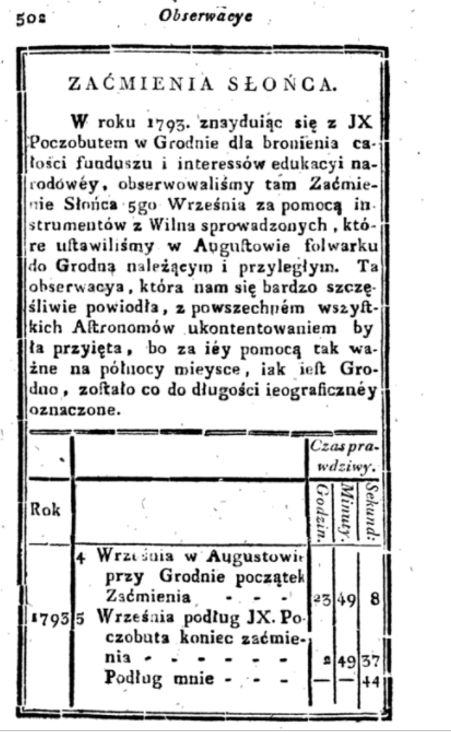 502 Obserwacye
ZAĆMIENIA SŁOŃCA.
W roku 1793. znayduiąc się z JX
Poczobutem w Grodnie dla bronienia ca-
łości funduszu i interessów edukacyi na-
rodowéy, obserwowaliśmy tam Zaćmie-
nie Słońca 5go Września za pomocą in-
strumentów z Wilna sprowadzonych, któ-
re uſtawiliśmy w Auguſtowie folwarku
do Grodna należącym i przyległym. Ta
obserwacya, która nam się bardzo szczę-
śliwie powiodła, z powszechném wszyſt-
kich Aſtronomów ukontentowaniem by
ła przyięta, bo za iéy pomocą tak wa-
żne na północy mieysce, iak ieſt Gro-
dno, zoſtało co do długości ieograficznéy
oznaczone.
Czas pra-
wdziwy.
Rok Godzin. Minuty. Sekund:
4 Września w Augustowie
przy Grodnie początek
Zaćmienia - - - 23 49 8
1793 5 Września podług JX. Po-
czobuta koniec zaćmie-
nia - - - - - - 2 49 37
Podług mnie - - - — — 44